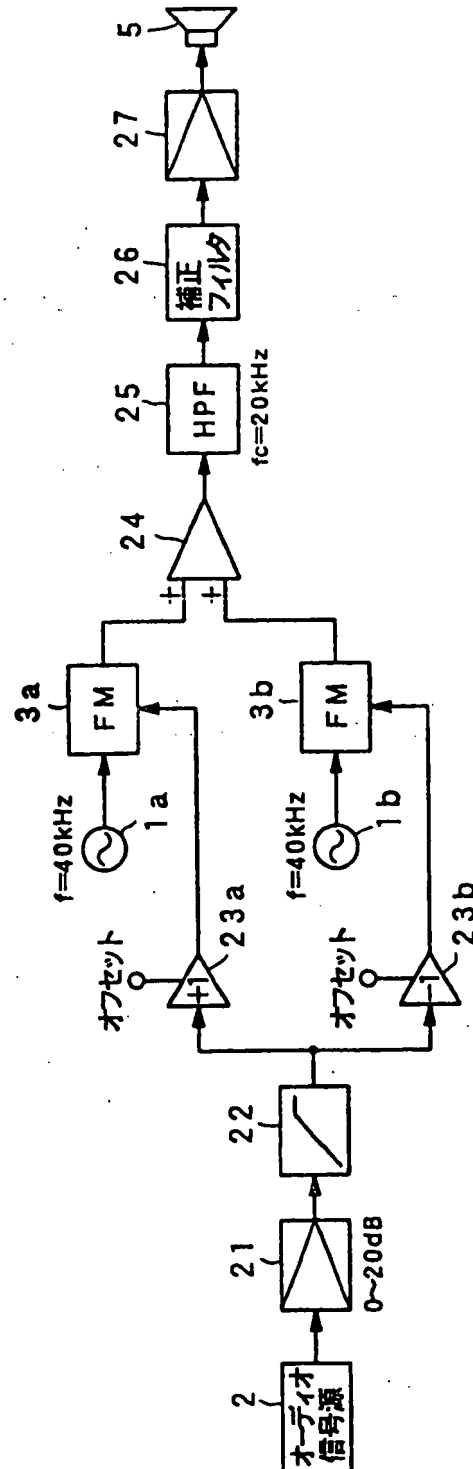 2
オーディオ
信号源
21
0~20dB
22
オフセット
+1
23a
オフセット
-1
23b
f=40kHz
1a
f=40kHz
1b
3a
FM
3b
FM
+
+
24
25
HPF
fc=20kHz
26
補正
フィルタ
27
5